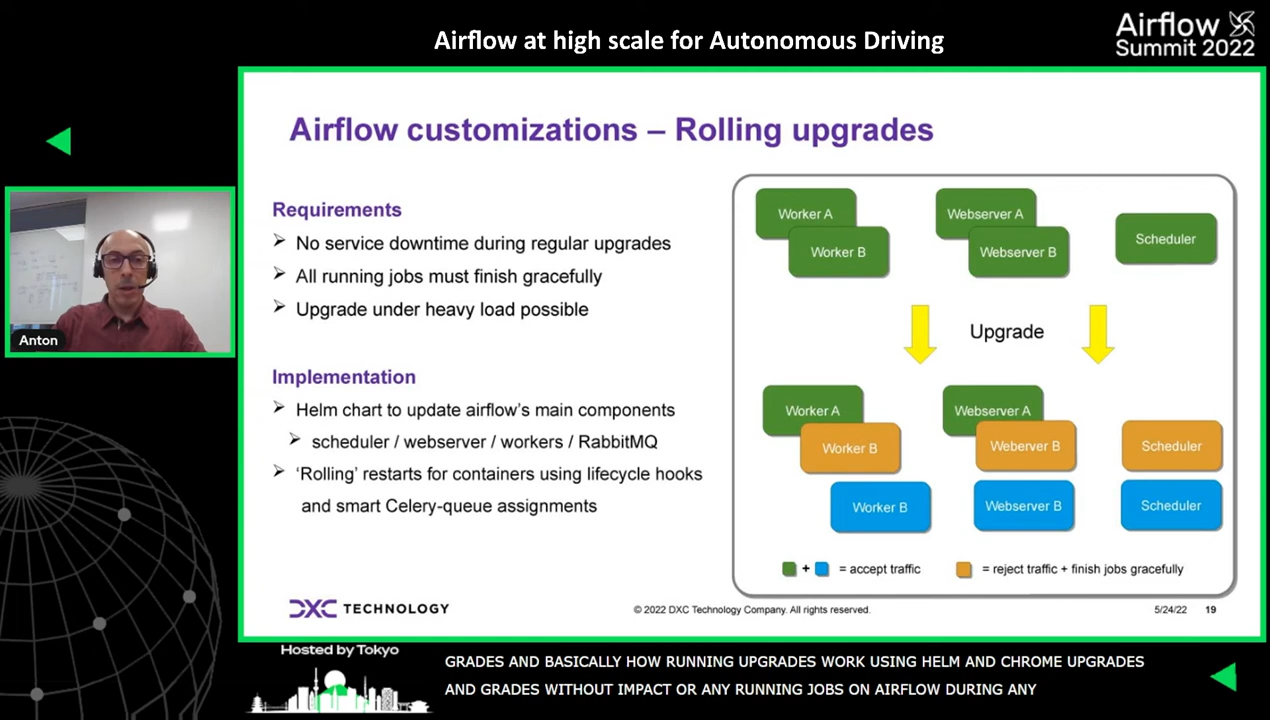 Airflow at high scale for Autonomous Driving
Airflow
Summit 2022
Airflow customizations – Rolling upgrades
Requirements
No service downtime during regular upgrades
All running jobs must finish gracefully
Upgrade under heavy load possible
Implementation
Helm chart to update airflow's main components
scheduler / webserver / workers / RabbitMQ
'Rolling' restarts for containers using lifecycle hooks
and smart Celery-queue assignments
Worker A
Worker B
Webserver A
Webserver B
Scheduler
Upgrade
Worker A
Worker B
Worker B
Webserver A
Weberver B
Webserver B
Scheduler
Scheduler
+ = accept traffic
= reject traffic + finish jobs gracefully
DXC TECHNOLOGY
© 2022 DXC Technology Company. All rights reserved.
5/24/22 19
Anton
Hosted by Tokyo
GRADES AND BASICALLY HOW RUNNING UPGRADES WORK USING HELM AND CHROME UPGRADES
AND GRADES WITHOUT IMPACT OR ANY RUNNING JOBS ON AIRFLOW DURING ANY